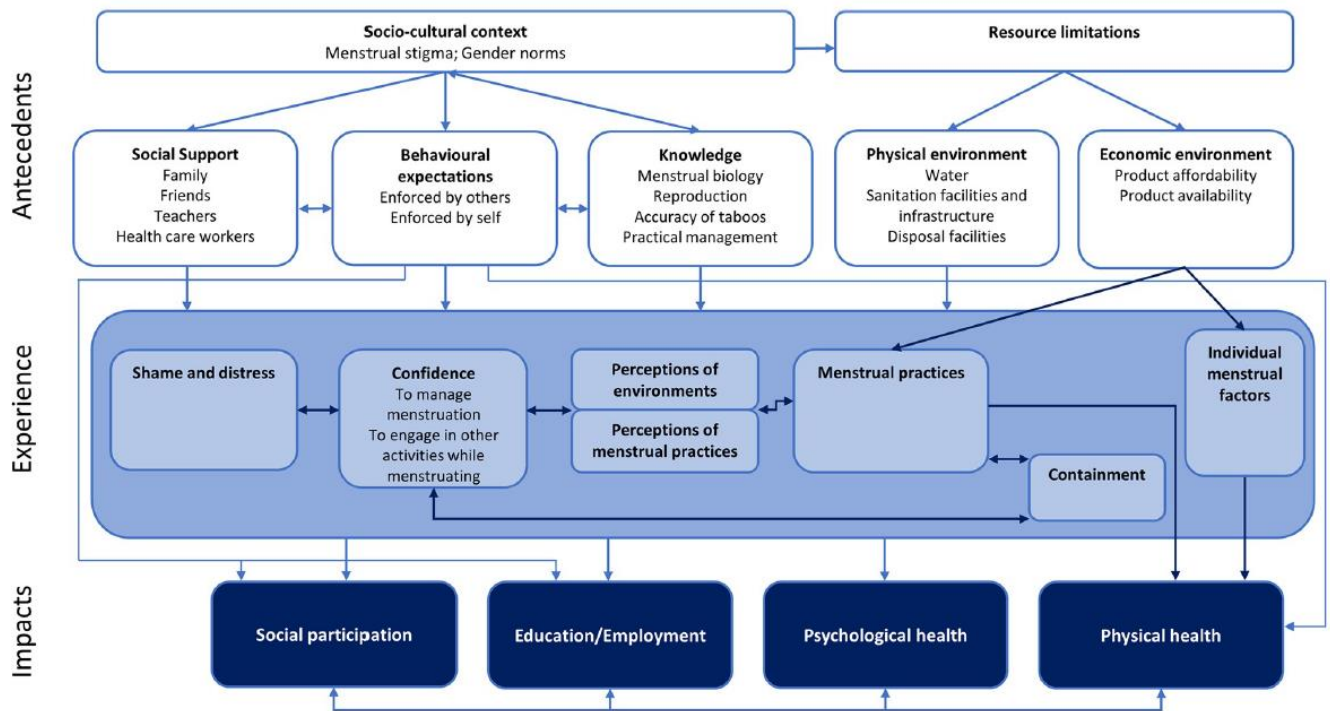 Antecedents
Socio-cultural context
Menstrual stigma; Gender norms
Resource limitations
Social Support
Family
Friends
Teachers
Health care workers
Behavioural
expectations
Enforced by others
Enforced by self
Knowledge
Menstrual biology
Reproduction
Accuracy of taboos
Practical management
Physical environment
Water
Sanitation facilities and
infrastructure
Disposal facilities
Economic environment
Product affordability
Product availability
Experience
Shame and distress
Confidence
To manage
menstruation
To engage in other
activities while
menstruating
Perceptions of
environments
Perceptions of
menstrual practices
Menstrual practices
Containment
Individual
menstrual
factors
Impacts
Social participation
Education/Employment
Psychological health
Physical health